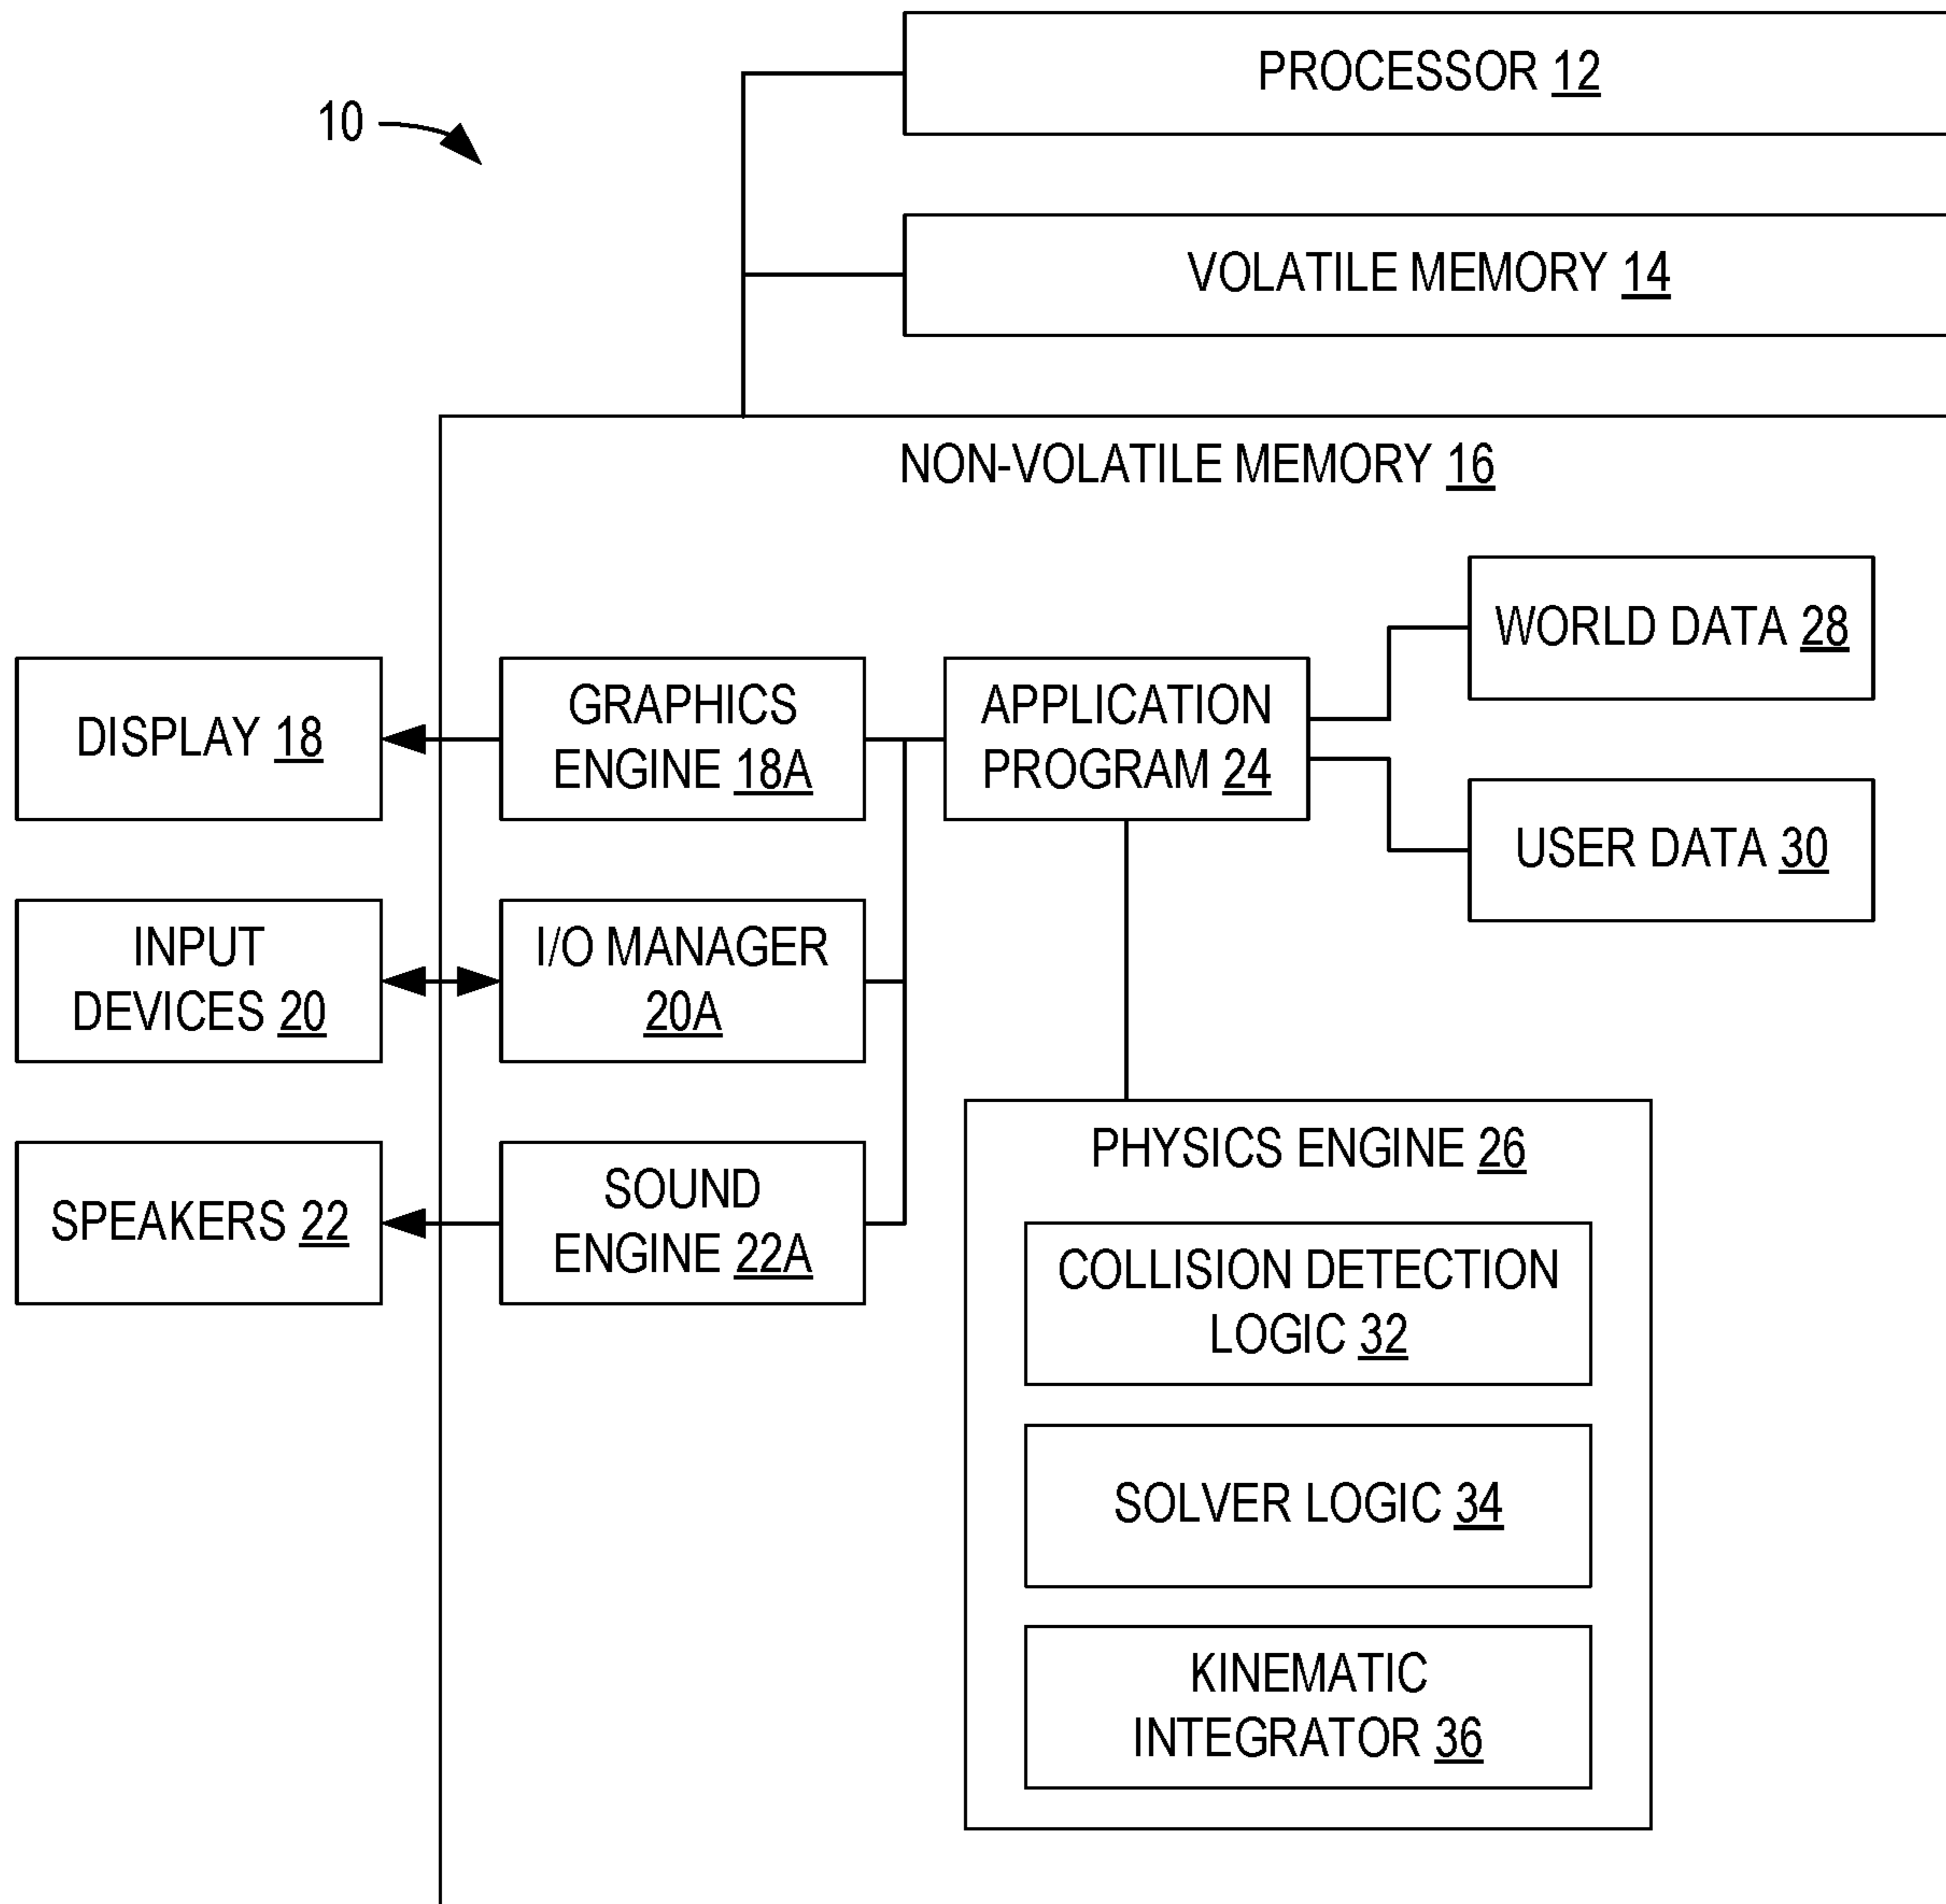 PROCESSOR 12
10
VOLATILE MEMORY 14
NON-VOLATILE MEMORY 16
WORLD DATA 28
DISPLAY 18
GRAPHICS
ENGINE 18A
APPLICATION
PROGRAM 24
USER DATA 30
INPUT
DEVICES 20
I/O MANAGER
20A
PHYSICS ENGINE 26
SPEAKERS 22
SOUND
ENGINE 22A
COLLISION DETECTION
LOGIC 32
SOLVER LOGIC 34
KINEMATIC
INTEGRATOR 36